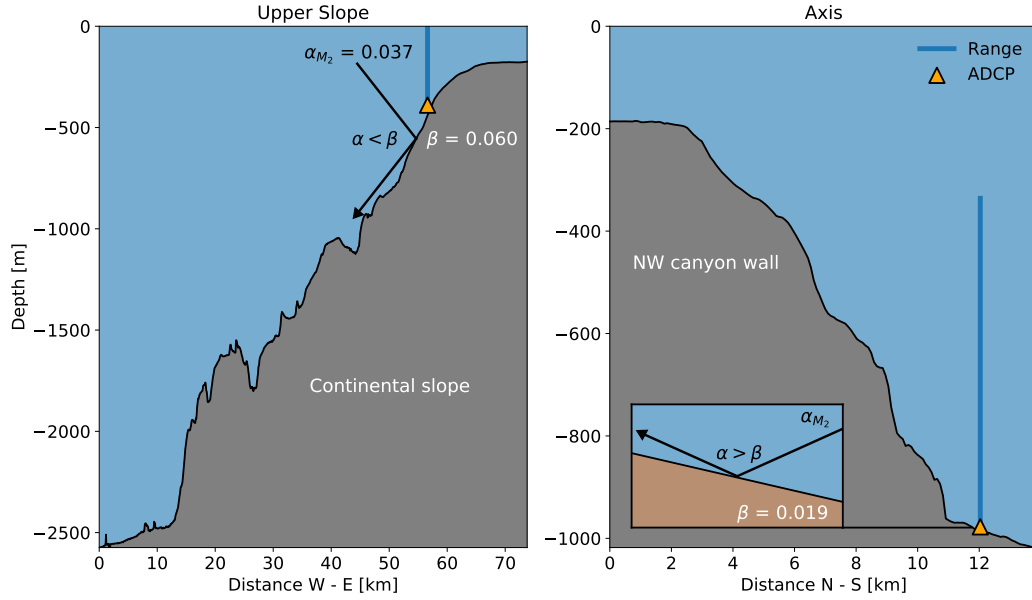 Upper Slope
Axis
Depth [m]
0
−500
−1000
−1500
−2000
−2500
α_{M₂} = 0.037
α < β
β = 0.060
Continental slope
0
10
20
30
40
50
60
70
Distance W - E [km]
0
−200
−400
−600
−800
−1000
Range
ADCP
NW canyon wall
α_{M₂}
α > β
β = 0.019
0
2
4
6
8
10
12
Distance N - S [km]